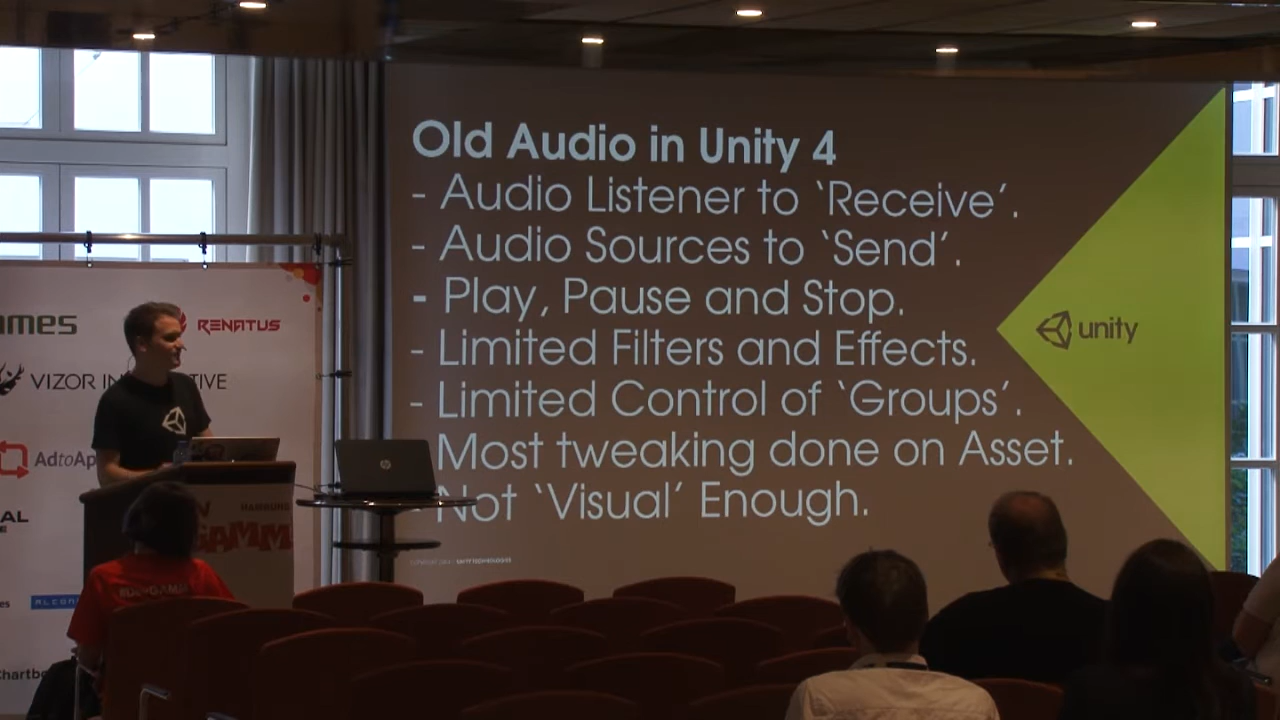 Old Audio in Unity 4
- Audio Listener to ‘Receive’.
- Audio Sources to ‘Send’.
- Play, Pause and Stop.
- Limited Filters and Effects.
- Limited Control of ‘Groups’.
Most tweaking done on Asset.
- Not ‘Visual’ Enough.
unity
RENATUS
VIZOR
AdtoAp
HAMBURG
GAMM